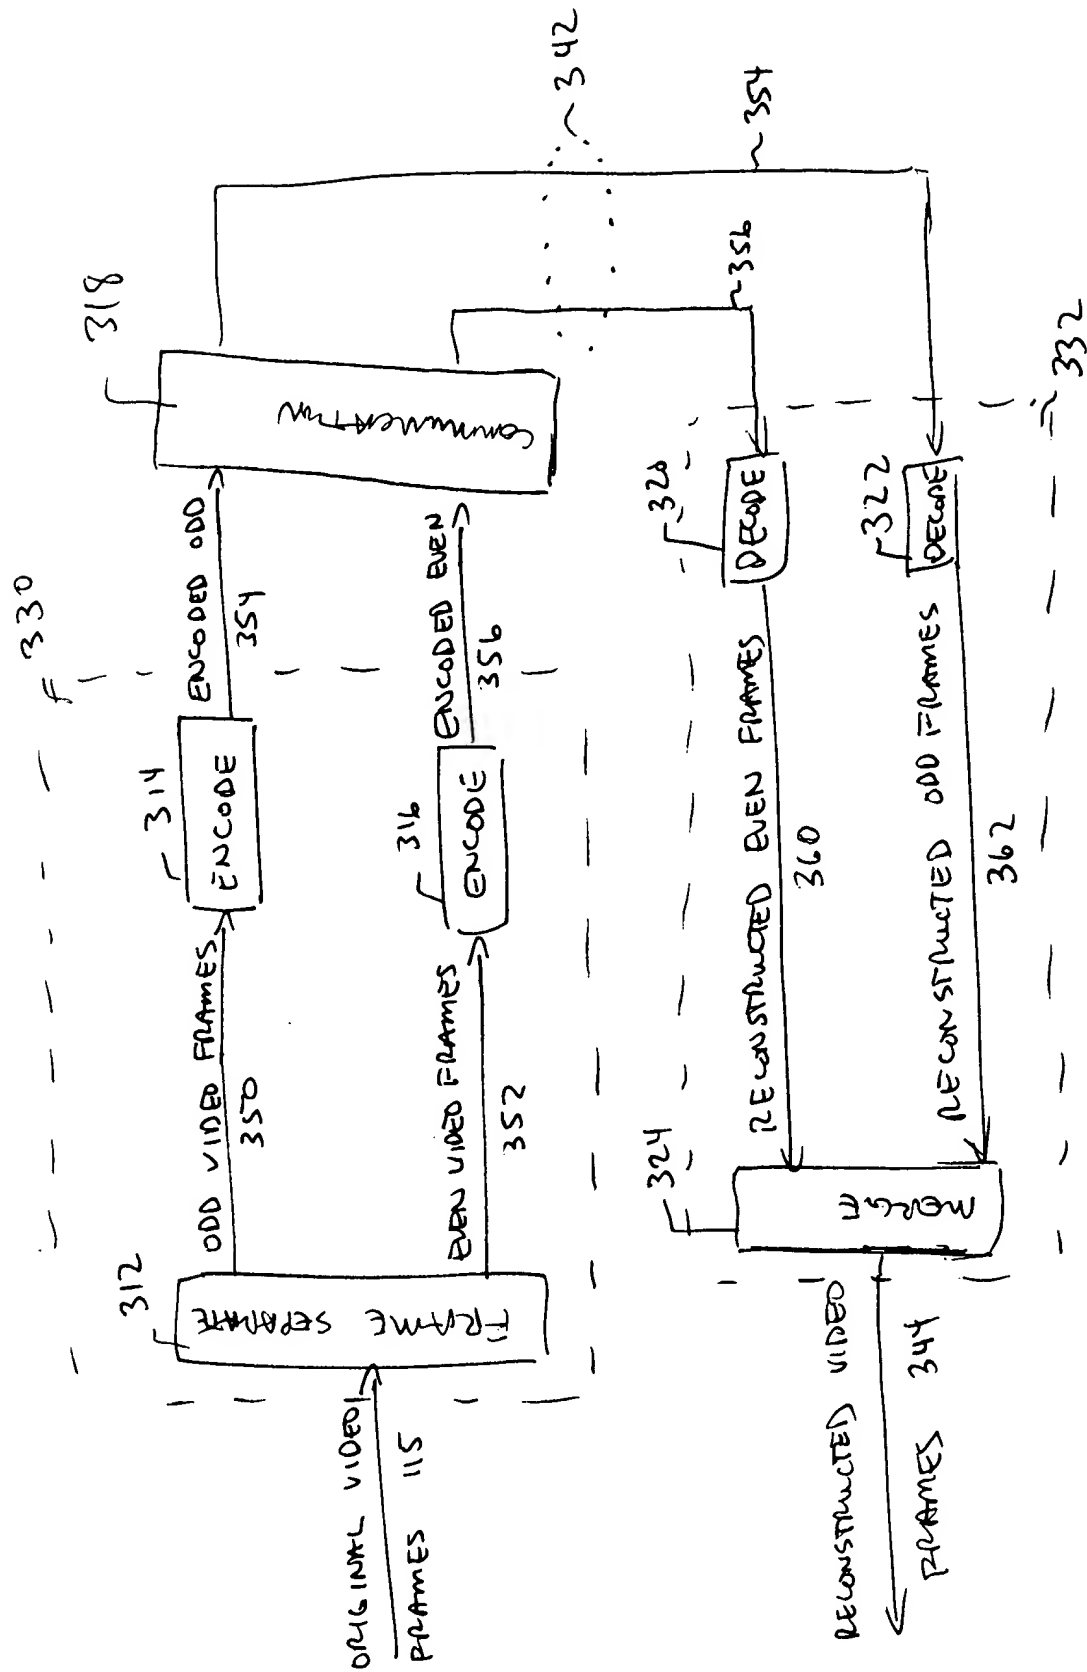 330
318
342
312
ODD VIDEO FRAMES
350
314
ENCODE
ENCODED ODD
354
ORIGINAL VIDEO
FRAMES 115
FRAME SEPARATE
EVEN VIDEO FRAMES
352
316
ENCODE
ENCODED EVEN
356
COMMUNICATION
354
356
324
RECONSTRUCTED EVEN FRAMES
360
320
DECODE
MERGE
RECONSTRUCTED ODD FRAMES
362
322
DECODE
RECONSTRUCTED VIDEO
FRAMES 344
332